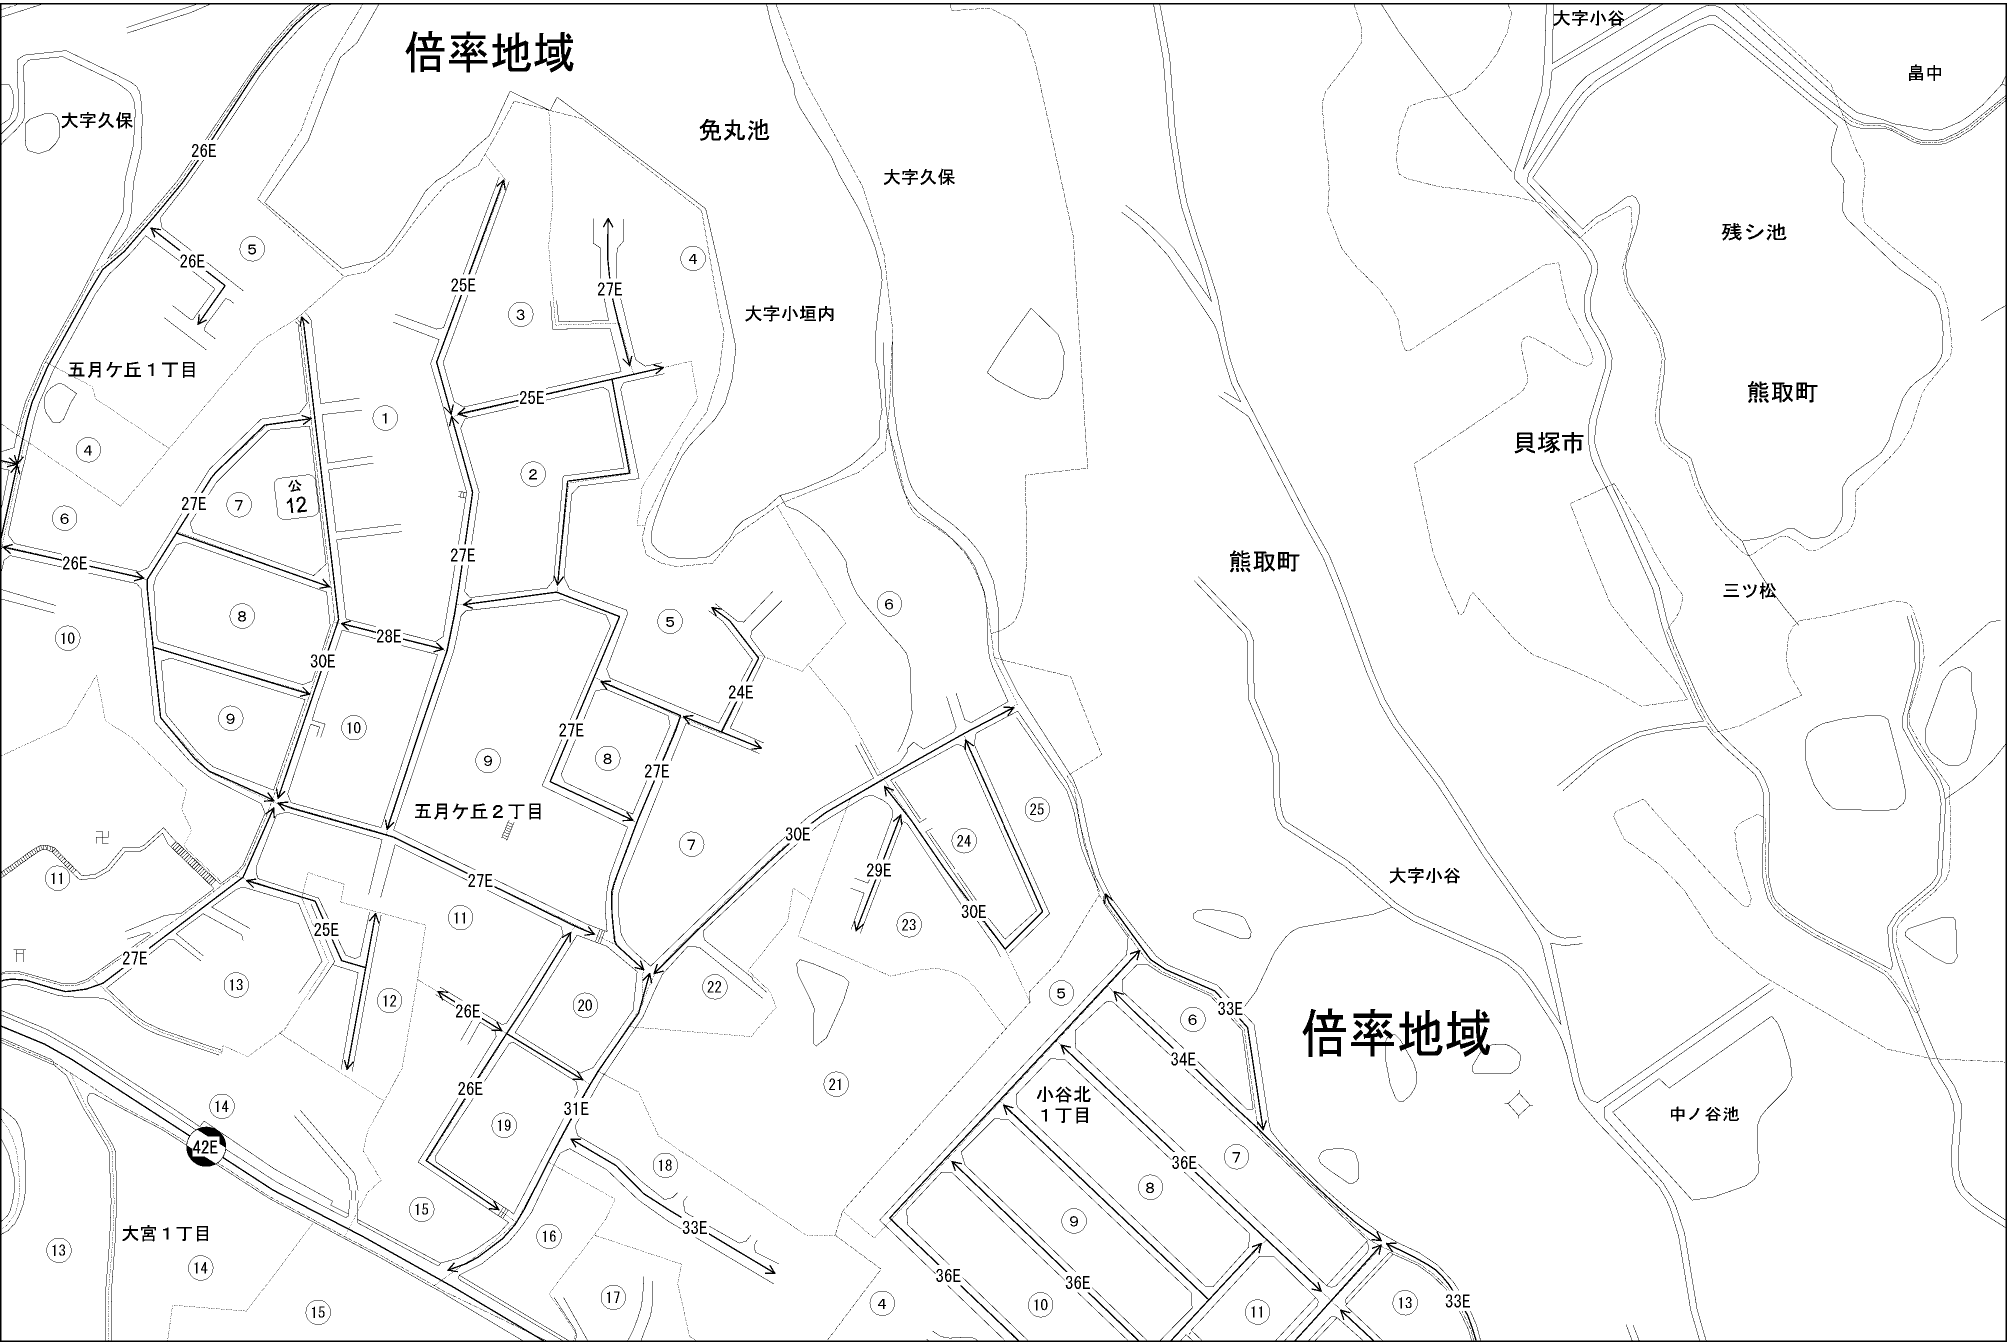 大字小谷
倍率地域
畠中
大字久保
免丸池
26E
大字久保
残シ池
5
26E
4
25E
27E
3
大字小垣内
五月ケ丘1丁目
25E
熊取町
1
貝塚市
4
2
7
公
12
27E
6
27E
熊取町
26E
三ツ松
6
8
5
10
28E
30E
24E
9
10
27E
8
9
27E
25
五月ケ丘2丁目
30E
24
7
卍
29E
大字小谷
11
27E
30E
11
23
25E
27E
13
22
5
12
20
26E
33E
6
倍率地域
34E
21
26E
小谷北
1丁目
31E
14
中ノ谷池
19
42E
7
36E
18
8
15
9
33E
大宮1丁目
16
13
14
36E
36E
17
4
10
13
33E
15
11